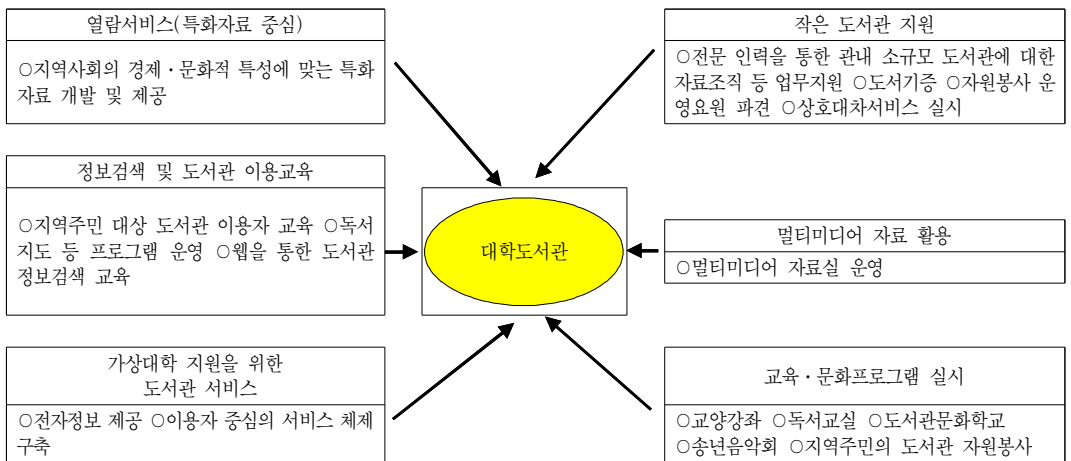 열람서비스(특화자료 중심)
○지역사회의 경제·문화적 특성에 맞는 특화
자료 개발 및 제공
정보검색 및 도서관 이용교육
○지역주민 대상 도서관 이용자 교육 ○독서
지도 등 프로그램 운영 ○웹을 통한 도서관
정보검색 교육
가상대학 지원을 위한
도서관 서비스
○전자정보 제공 ○이용자 중심의 서비스 체제
구축
대학도서관
작은 도서관 지원
○전문 인력을 통한 관내 소규모 도서관에 대한
자료조직 등 업무지원 ○도서기증 ○자원봉사 운
영요원 파견 ○상호대차서비스 실시
멀티미디어 자료 활용
○멀티미디어 자료실 운영
교육·문화프로그램 실시
○교양강좌 ○독서교실 ○도서관문화학교
○송년음악회 ○지역주민의 도서관 자원봉사